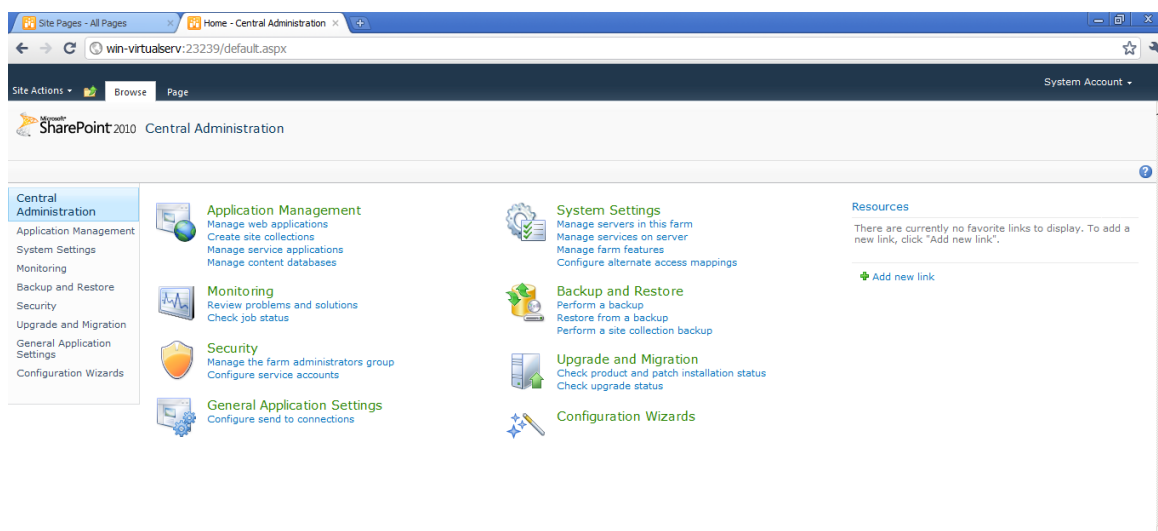 Site Pages - All Pages
Home - Central Administration
win-virtualserv:23239/default.aspx
Site Actions
Browse
Page
System Account
Microsoft
SharePoint 2010 Central Administration
Central
Administration
Application Management
System Settings
Monitoring
Backup and Restore
Security
Upgrade and Migration
General Application
Settings
Configuration Wizards
Application Management
Manage web applications
Create site collections
Manage service applications
Manage content databases
Monitoring
Review problems and solutions
Check job status
Security
Manage the farm administrators group
Configure service accounts
General Application Settings
Configure send to connections
System Settings
Manage servers in this farm
Manage services on server
Manage farm features
Configure alternate access mappings
Backup and Restore
Perform a backup
Restore from a backup
Perform a site collection backup
Upgrade and Migration
Check product and patch installation status
Check upgrade status
Configuration Wizards
Resources
There are currently no favorite links to display. To add a
new link, click "Add new link".
Add new link